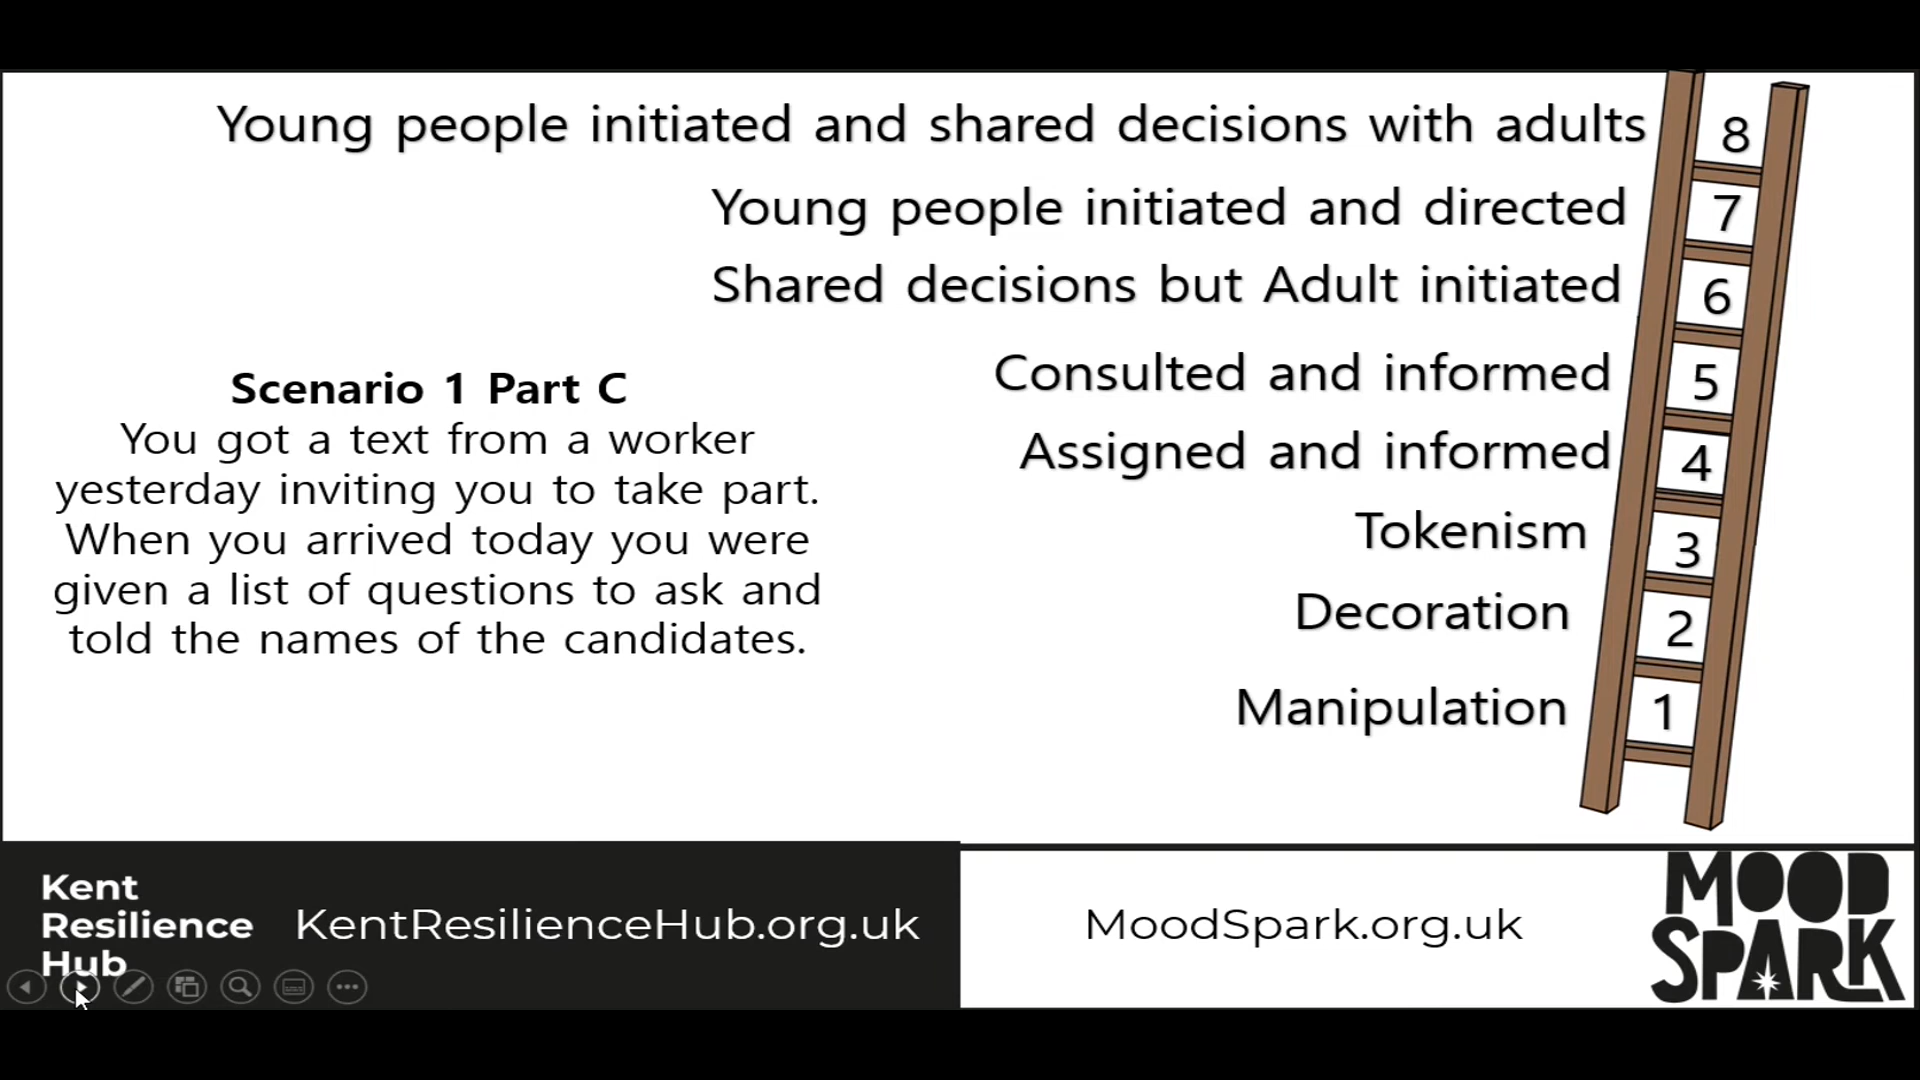 Young people initiated and shared decisions with adults
8
Young people initiated and directed
7
Shared decisions but Adult initiated
6
Consulted and informed
5
Assigned and informed
4
Tokenism
3
Decoration
2
Manipulation
1
Scenario 1 Part C
You got a text from a worker
yesterday inviting you to take part.
When you arrived today you were
given a list of questions to ask and
told the names of the candidates.
Kent
Resilience
Hub
KentResilienceHub.org.uk
MoodSpark.org.uk
MOOD
SPARK